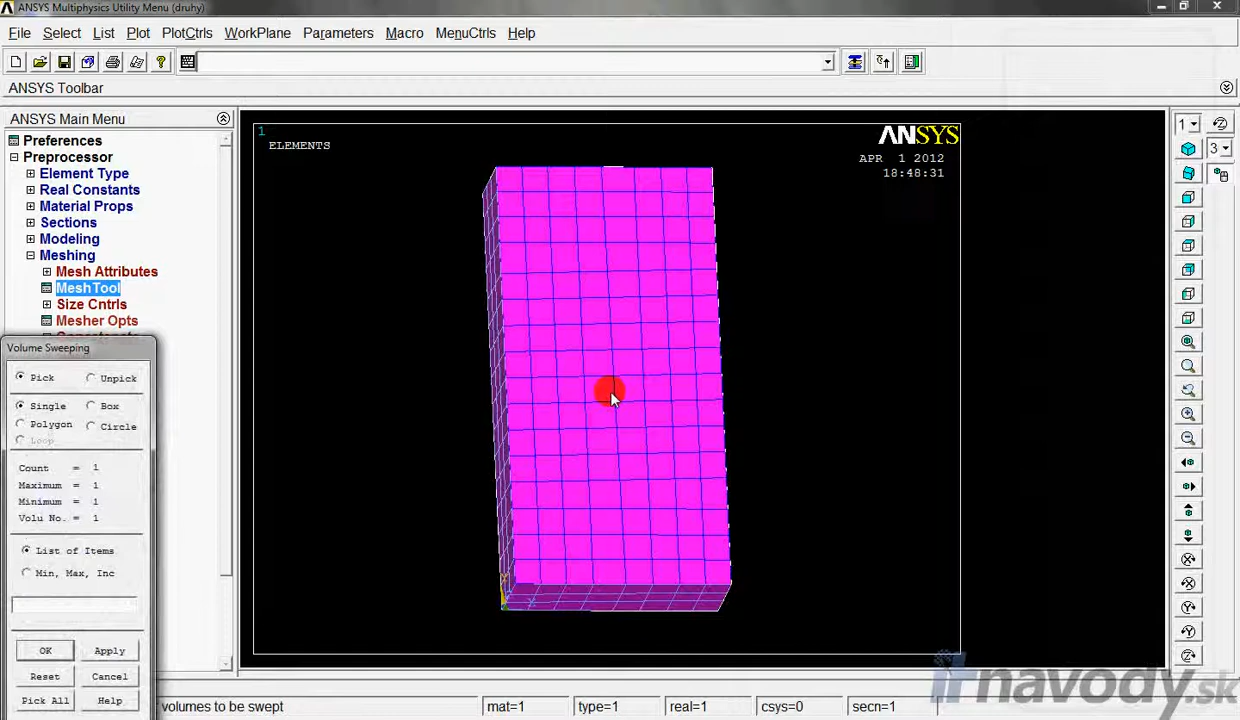 ANSYS Multiphysics Utility Menu (druhy)
File Select List Plot PlotCtrls WorkPlane Parameters Macro MenuCtrls Help
ANSYS Toolbar
ANSYS Main Menu
Preferences
Preprocessor
Element Type
Real Constants
Material Props
Sections
Modeling
Meshing
Mesh Attributes
MeshTool
Size Cntrls
Mesher Opts
Volume Sweeping
Pick Unpick
Single Box
Polygon Circle
Loop
Count = 1
Maximum = 1
Minimum = 1
Volu No. = 1
List of Items
Min, Max, Inc
OK Apply
Reset Cancel
Pick All Help
1
ELEMENTS
ANSYS
APR 1 2012
18:48:31
X
1
3
volumes to be swept
mat=1 type=1 real=1 csys=0 secn=1
navody.sk